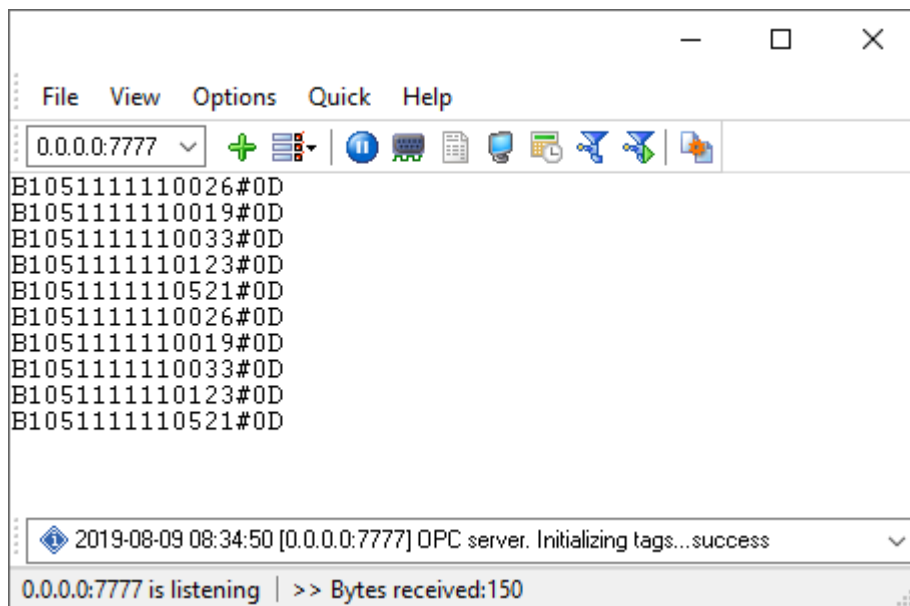 File View Options Quick Help
0.0.0.0:7777
B1051111110026#0D
B1051111110019#0D
B1051111110033#0D
B1051111110123#0D
B1051111110521#0D
B1051111110026#0D
B1051111110019#0D
B1051111110033#0D
B1051111110123#0D
B1051111110521#0D
2019-08-09 08:34:50 [0.0.0.0:7777] OPC server. Initializing tags...success
0.0.0.0:7777 is listening >> Bytes received:150